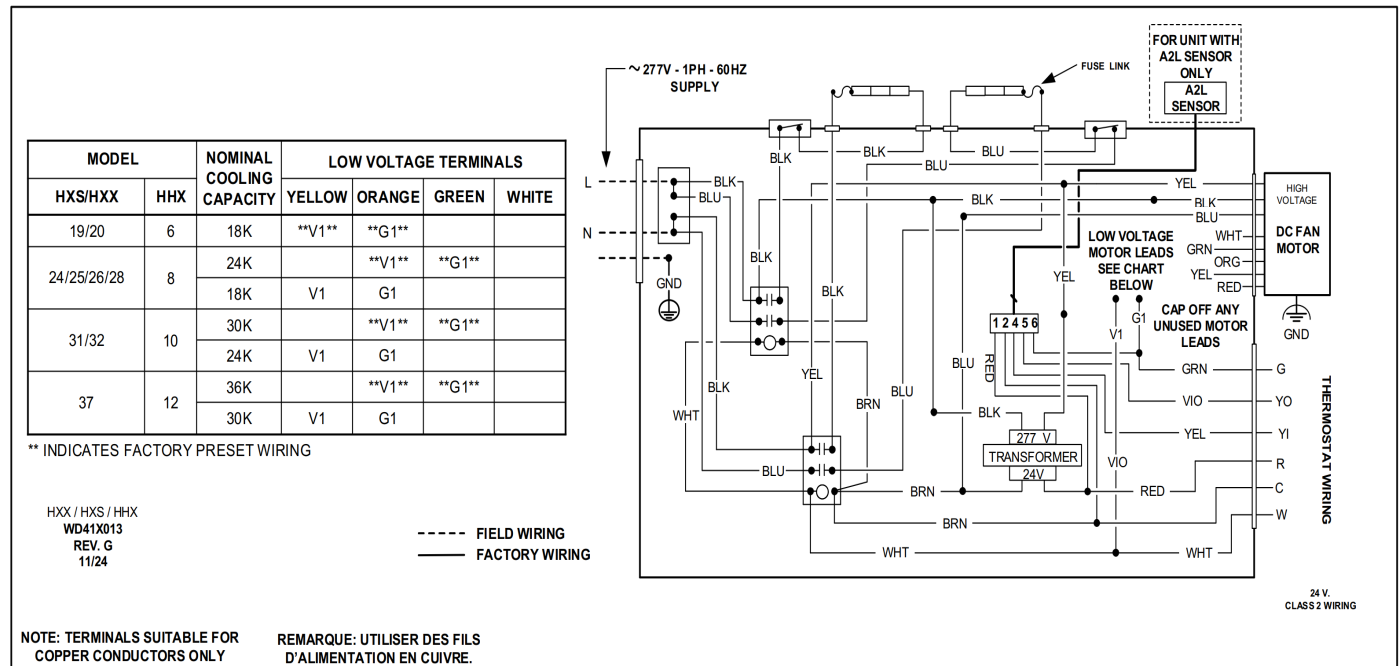 MODEL
NOMINAL COOLING CAPACITY
LOW VOLTAGE TERMINALS
HXS/HXX HHX YELLOW ORANGE GREEN WHITE
19/20 6 18K **V1** **G1**
24/25/26/28 8 24K **V1** **G1**
18K V1 G1
31/32 10 30K **V1** **G1**
24K V1 G1
37 12 36K **V1** **G1**
30K V1 G1
** INDICATES FACTORY PRESET WIRING
HXX / HXS / HHX
WD41X013
REV. G
11/24
FIELD WIRING
FACTORY WIRING
NOTE: TERMINALS SUITABLE FOR
COPPER CONDUCTORS ONLY
REMARQUE: UTILISER DES FILS
D'ALIMENTATION EN CUIVRE.
~ 277V - 1PH - 60HZ
SUPPLY
FUSE LINK
FOR UNIT WITH
A2L SENSOR
ONLY
A2L
SENSOR
L
N
GND
BLK
BLU
BLK
BLK
BLU
BLU
YEL
BLK
BLK
BLU
HIGH
VOLTAGE
DC FAN
MOTOR
WHT
GRN
ORG
YEL
RED
GND
LOW VOLTAGE
MOTOR LEADS
SEE CHART
BELOW
CAP OFF ANY
UNUSED MOTOR
LEADS
V1
G1
BLK
BLK
YEL
1 2 4 5 6
RED
BLU
BLU
YEL
BLK
WHT
BRN
BLU
BLK
277 V
TRANSFORMER
24V
VIO
BRN
BRN
WHT
GRN G
VIO YO
YEL YI
RED R
C
WHT W
THERMOSTAT WIRING
24 V.
CLASS 2 WIRING